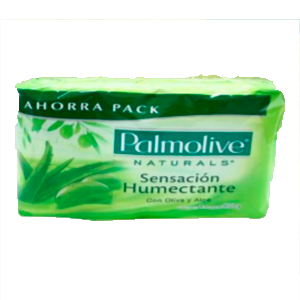 AHORRA PACK
Palmolive
NATURALS®
Sensación
Humectante
Con Oliva y Aloe